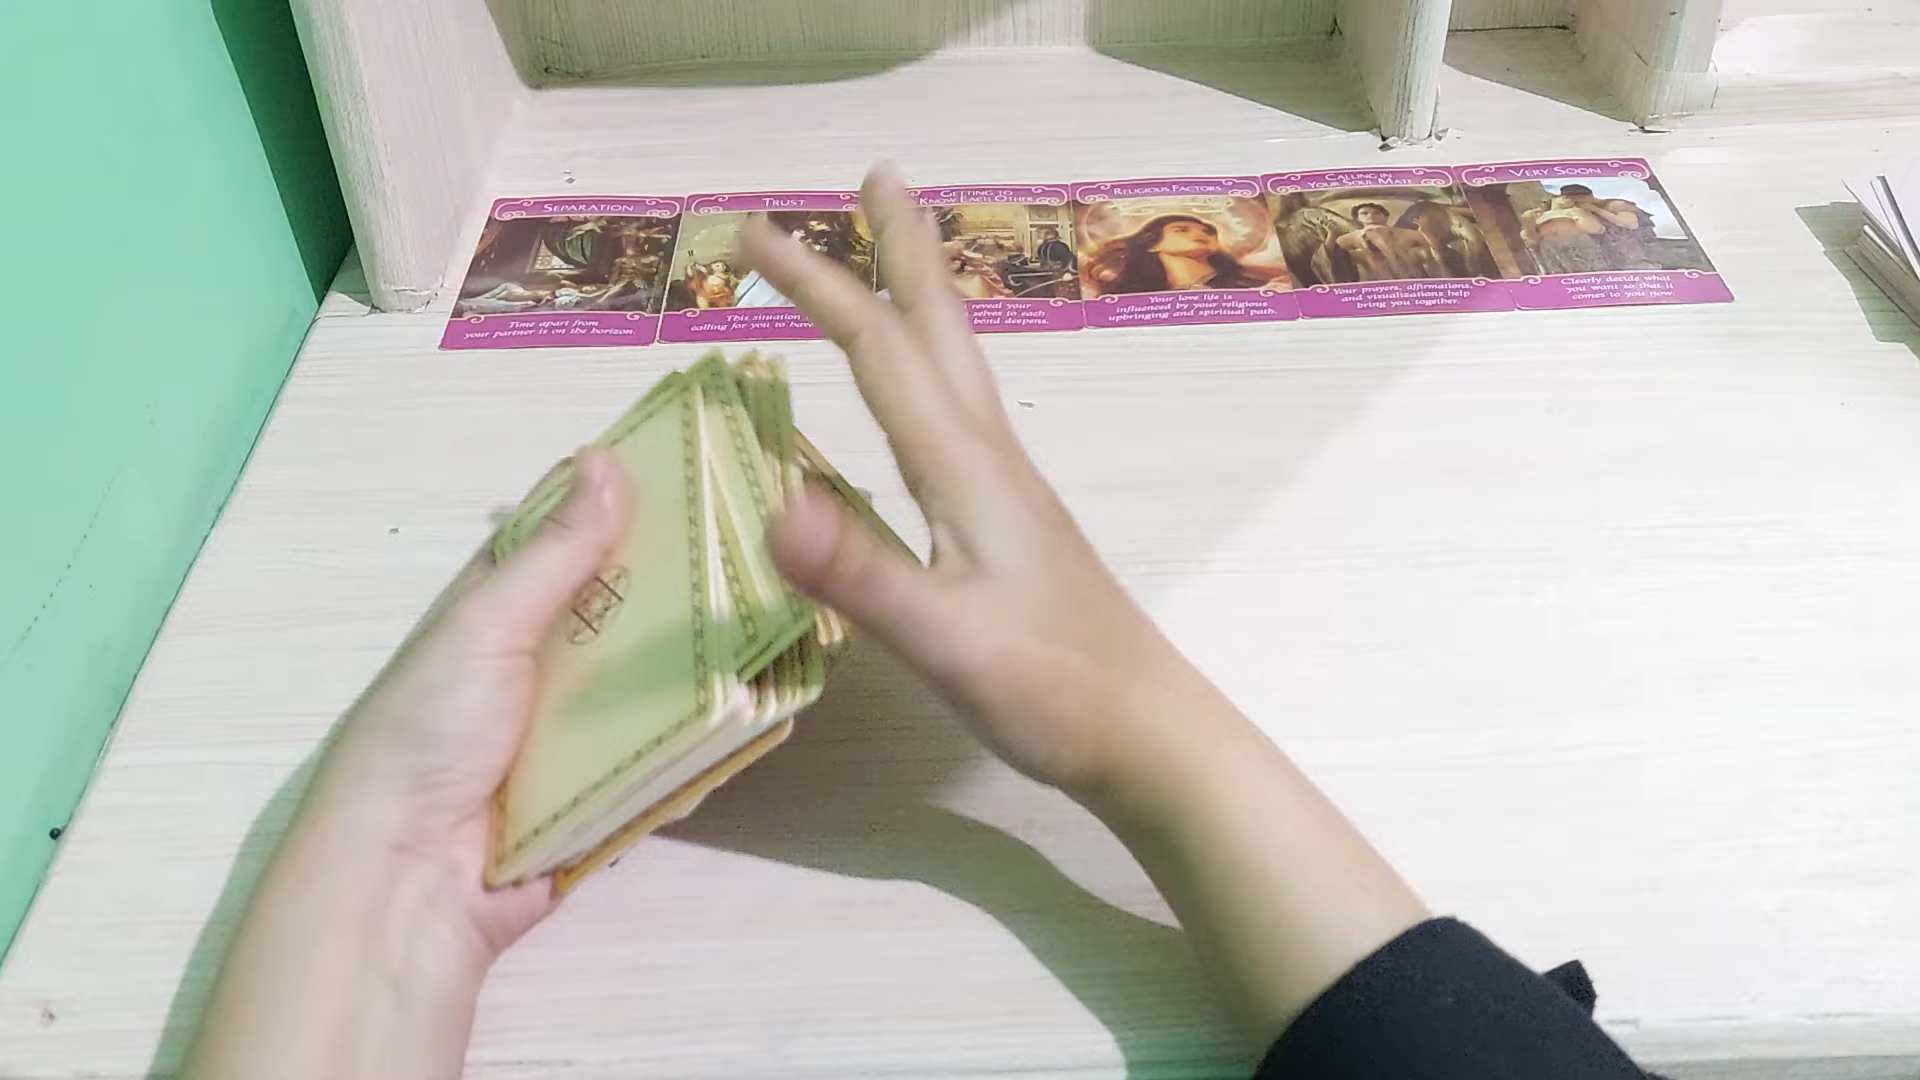 SEPARATION
Time apart from
your partner is on the horizon.
TRUST
This situation
calling for you to have
GETTING TO
KNOW EACH OTHER
reveal your
selves to each
bond deepens.
RELIGIOUS FACTORS
Your love life is
influenced by your religious
upbringing and spiritual path.
CALLING IN
YOUR SOUL MATE
Your prayers, affirmations,
and visualizations help
bring you together.
VERY SOON
Clearly decide what
you want so that it
comes to you now.